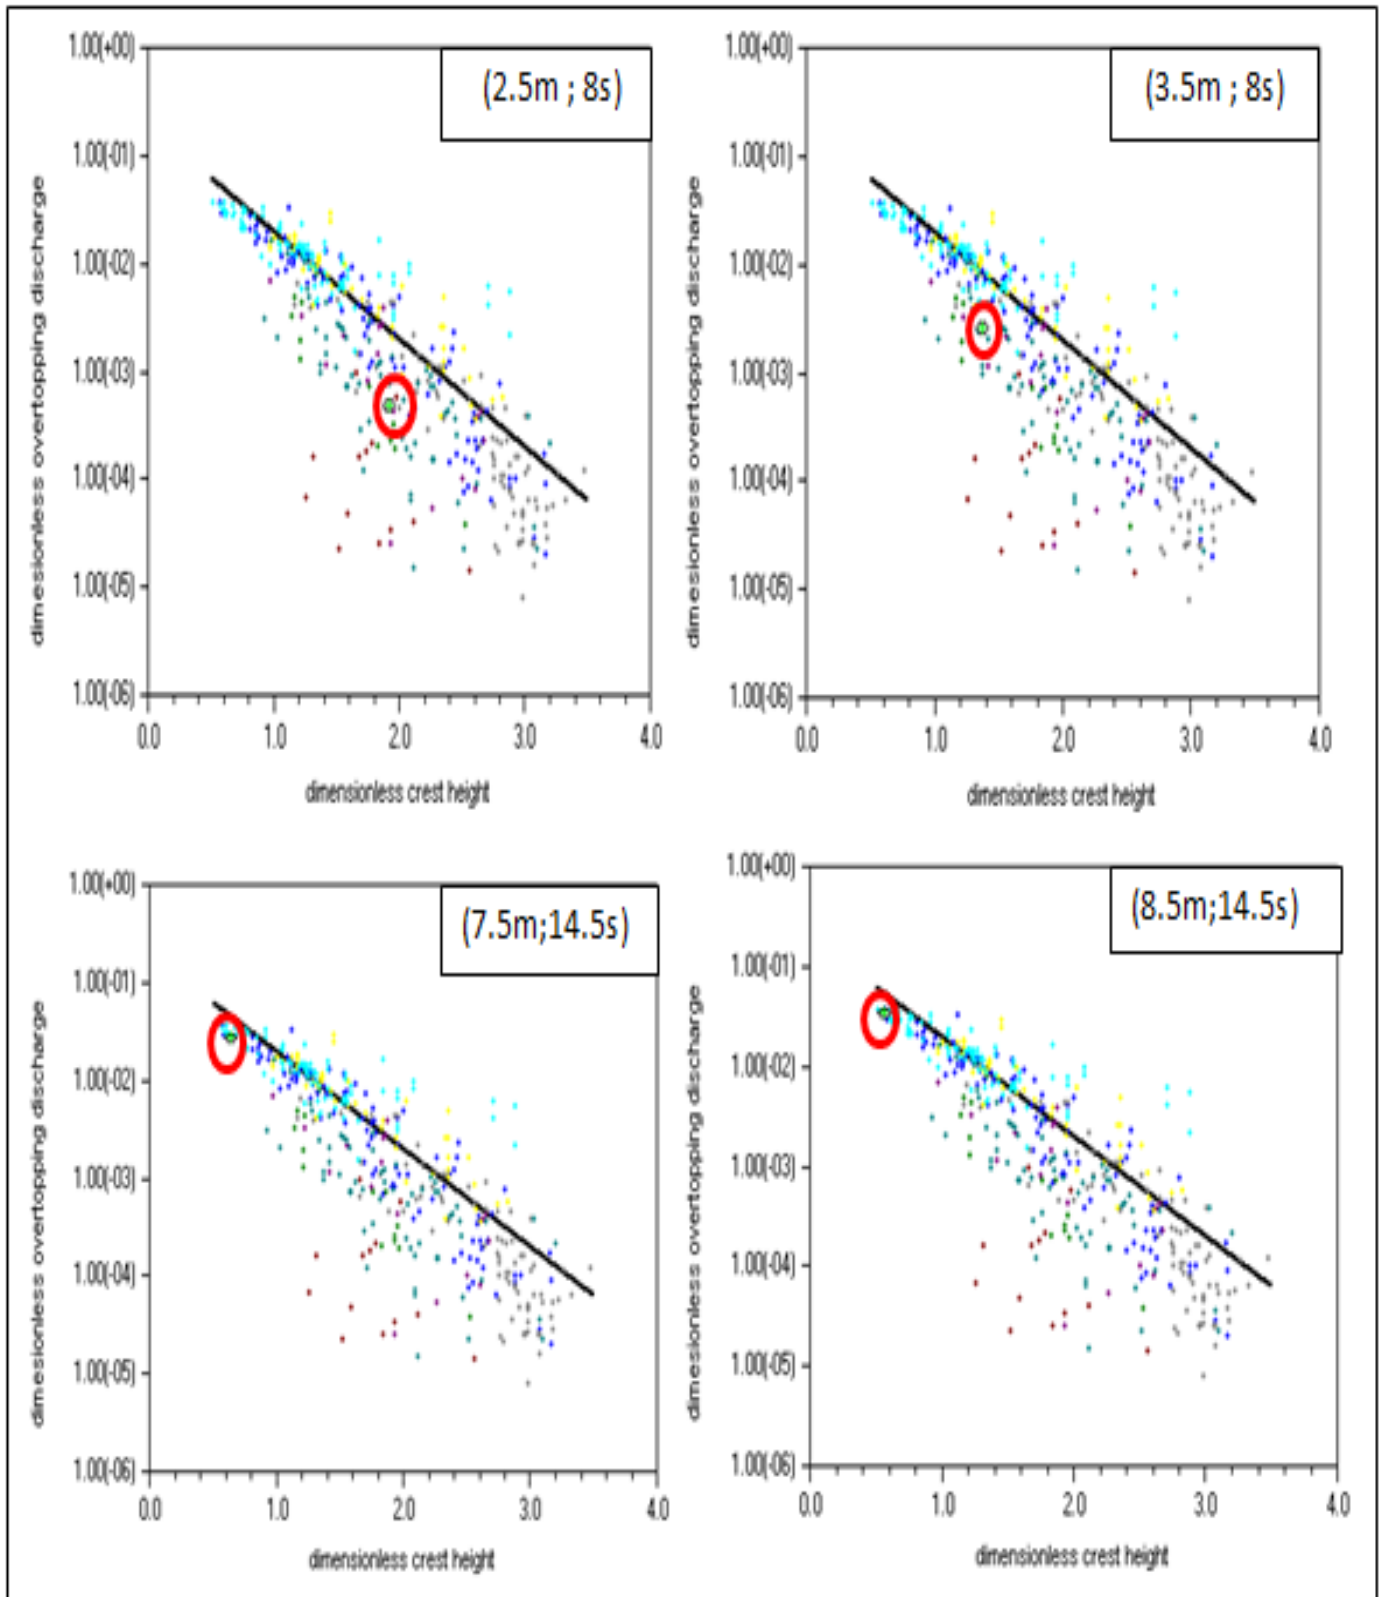 (2.5m ; 8s)
1.00(+00)
1.00(-01)
1.00(-02)
1.00(-03)
1.00(-04)
1.00(-05)
1.00(-06)
dimesionless overtopping discharge
0.0 1.0 2.0 3.0 4.0
dimensionless crest height
(3.5m ; 8s)
1.00(+00)
1.00(-01)
1.00(-02)
1.00(-03)
1.00(-04)
1.00(-05)
1.00(-06)
dimesionless overtopping discharge
0.0 1.0 2.0 3.0 4.0
dimensionless crest height
(7.5m;14.5s)
1.00(+00)
1.00(-01)
1.00(-02)
1.00(-03)
1.00(-04)
1.00(-05)
1.00(-06)
dimesionless overtopping discharge
0.0 1.0 2.0 3.0 4.0
dimensionless crest height
(8.5m;14.5s)
1.00(+00)
1.00(-01)
1.00(-02)
1.00(-03)
1.00(-04)
1.00(-05)
1.00(-06)
dimesionless overtopping discharge
0.0 1.0 2.0 3.0 4.0
dimensionless crest height